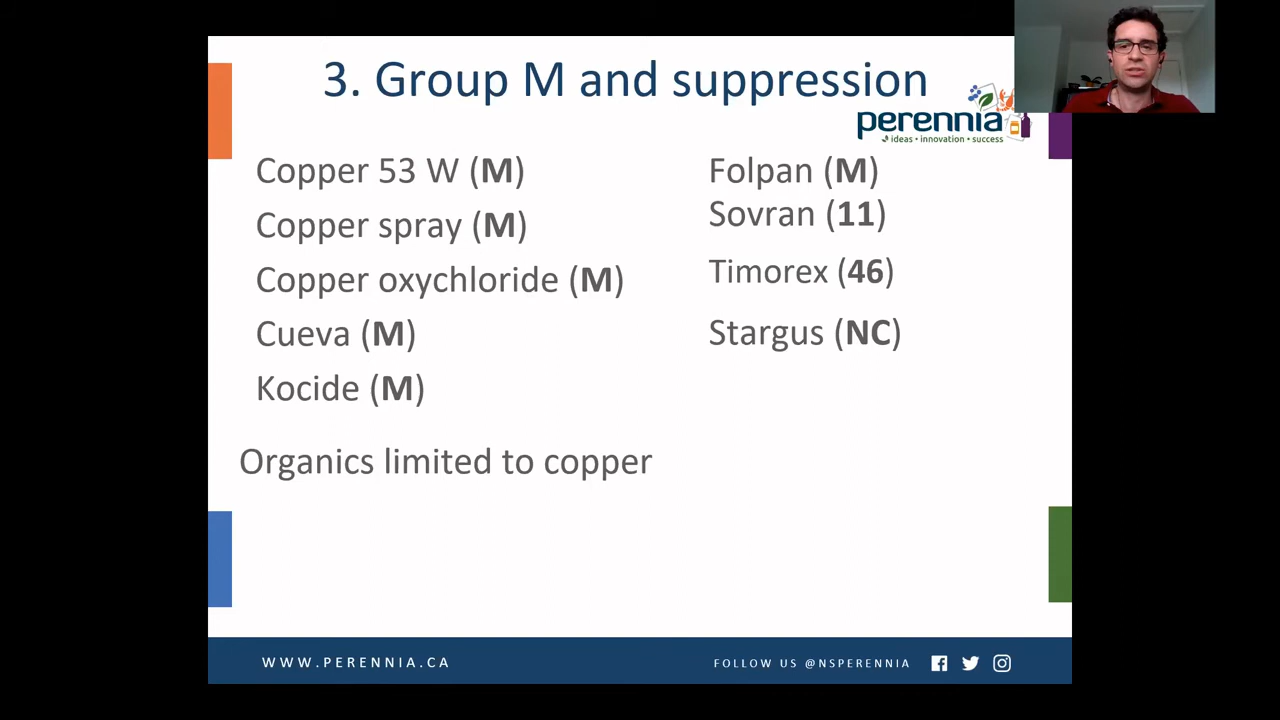 3. Group M and suppression
perennia
ideas • innovation • success
Copper 53 W (M)
Copper spray (M)
Copper oxychloride (M)
Cueva (M)
Kocide (M)
Folpan (M)
Sovran (11)
Timorex (46)
Stargus (NC)
Organics limited to copper
WWW.PERENNIA.CA
FOLLOW US @NSPERENNIA